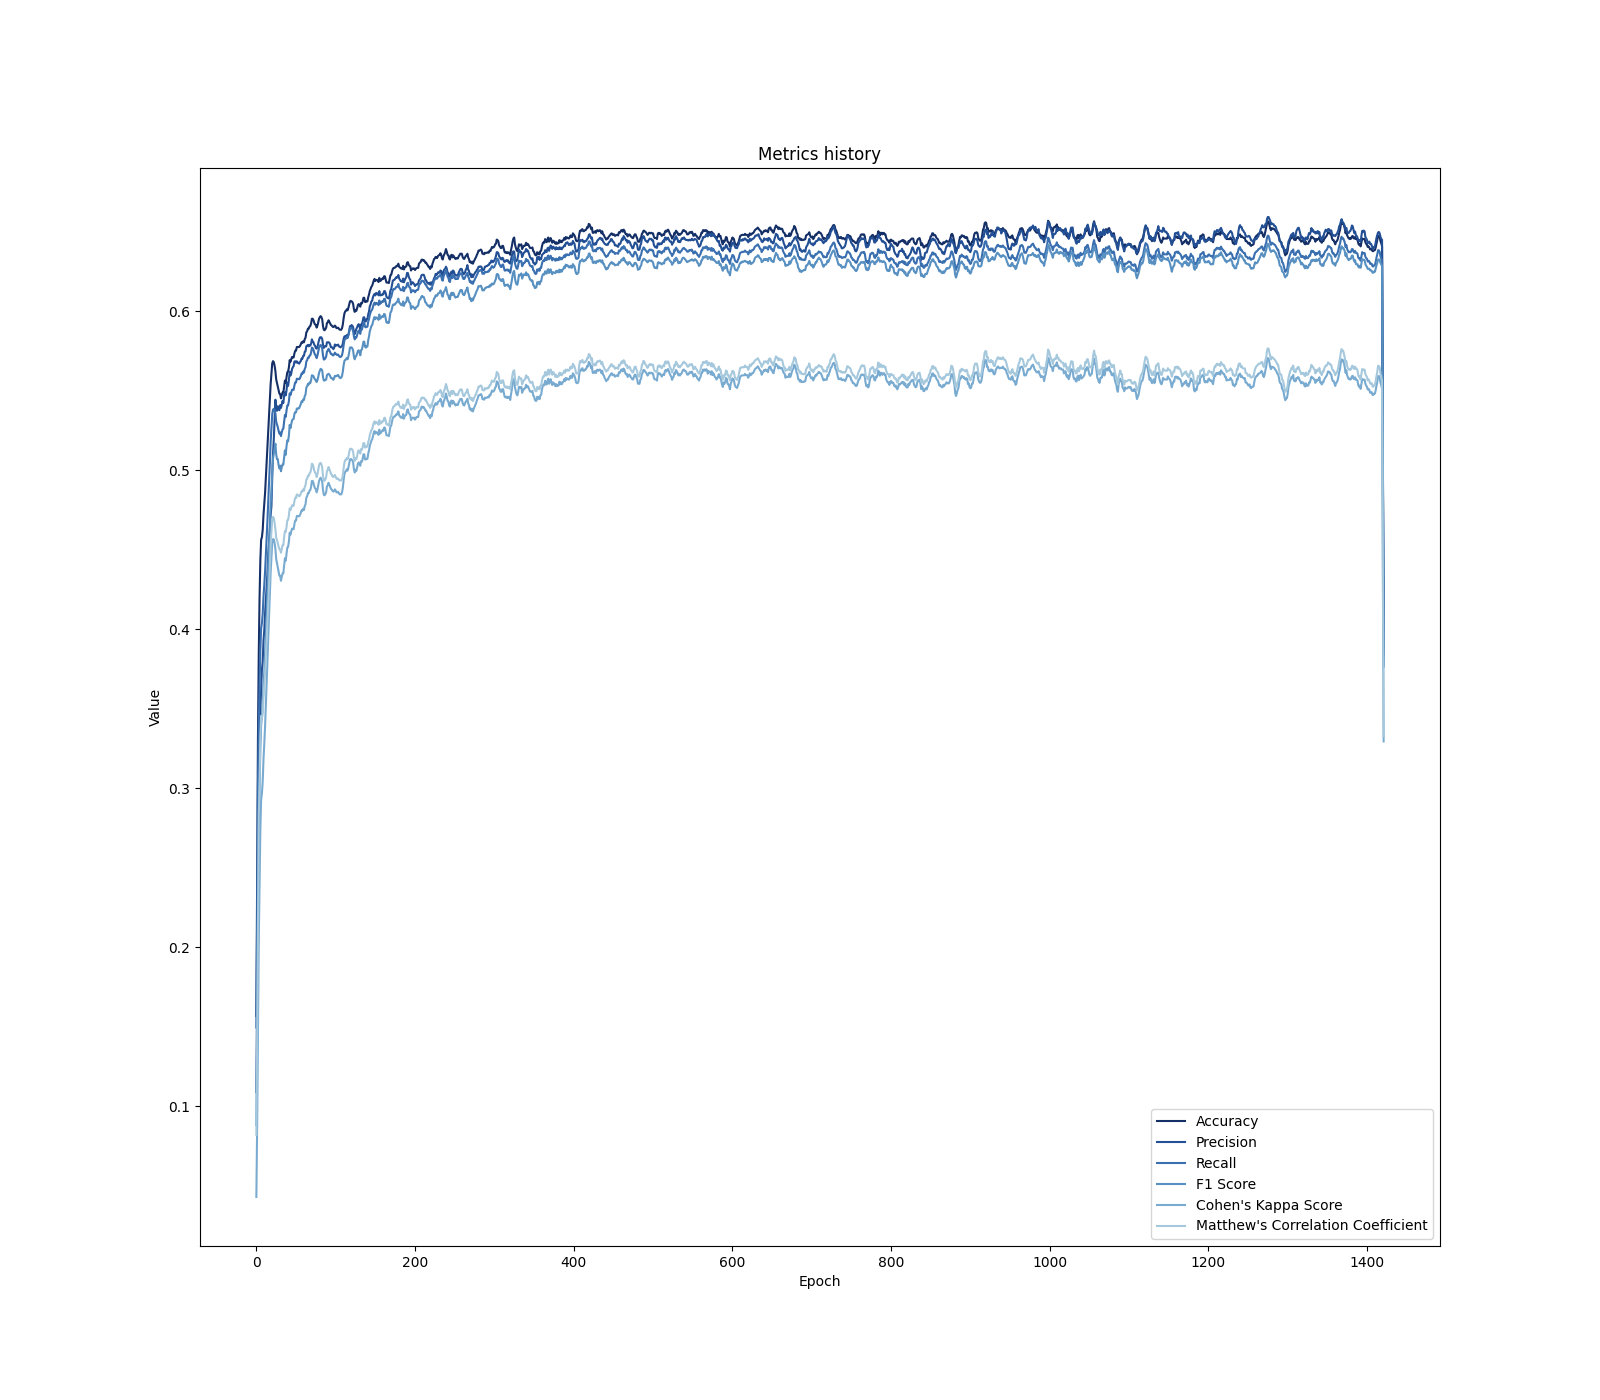 Metrics history
Value
0.6
0.5
0.4
0.3
0.2
0.1
0 200 400 600 800 1000 1200 1400
Epoch
Accuracy
Precision
Recall
F1 Score
Cohen's Kappa Score
Matthew's Correlation Coefficient